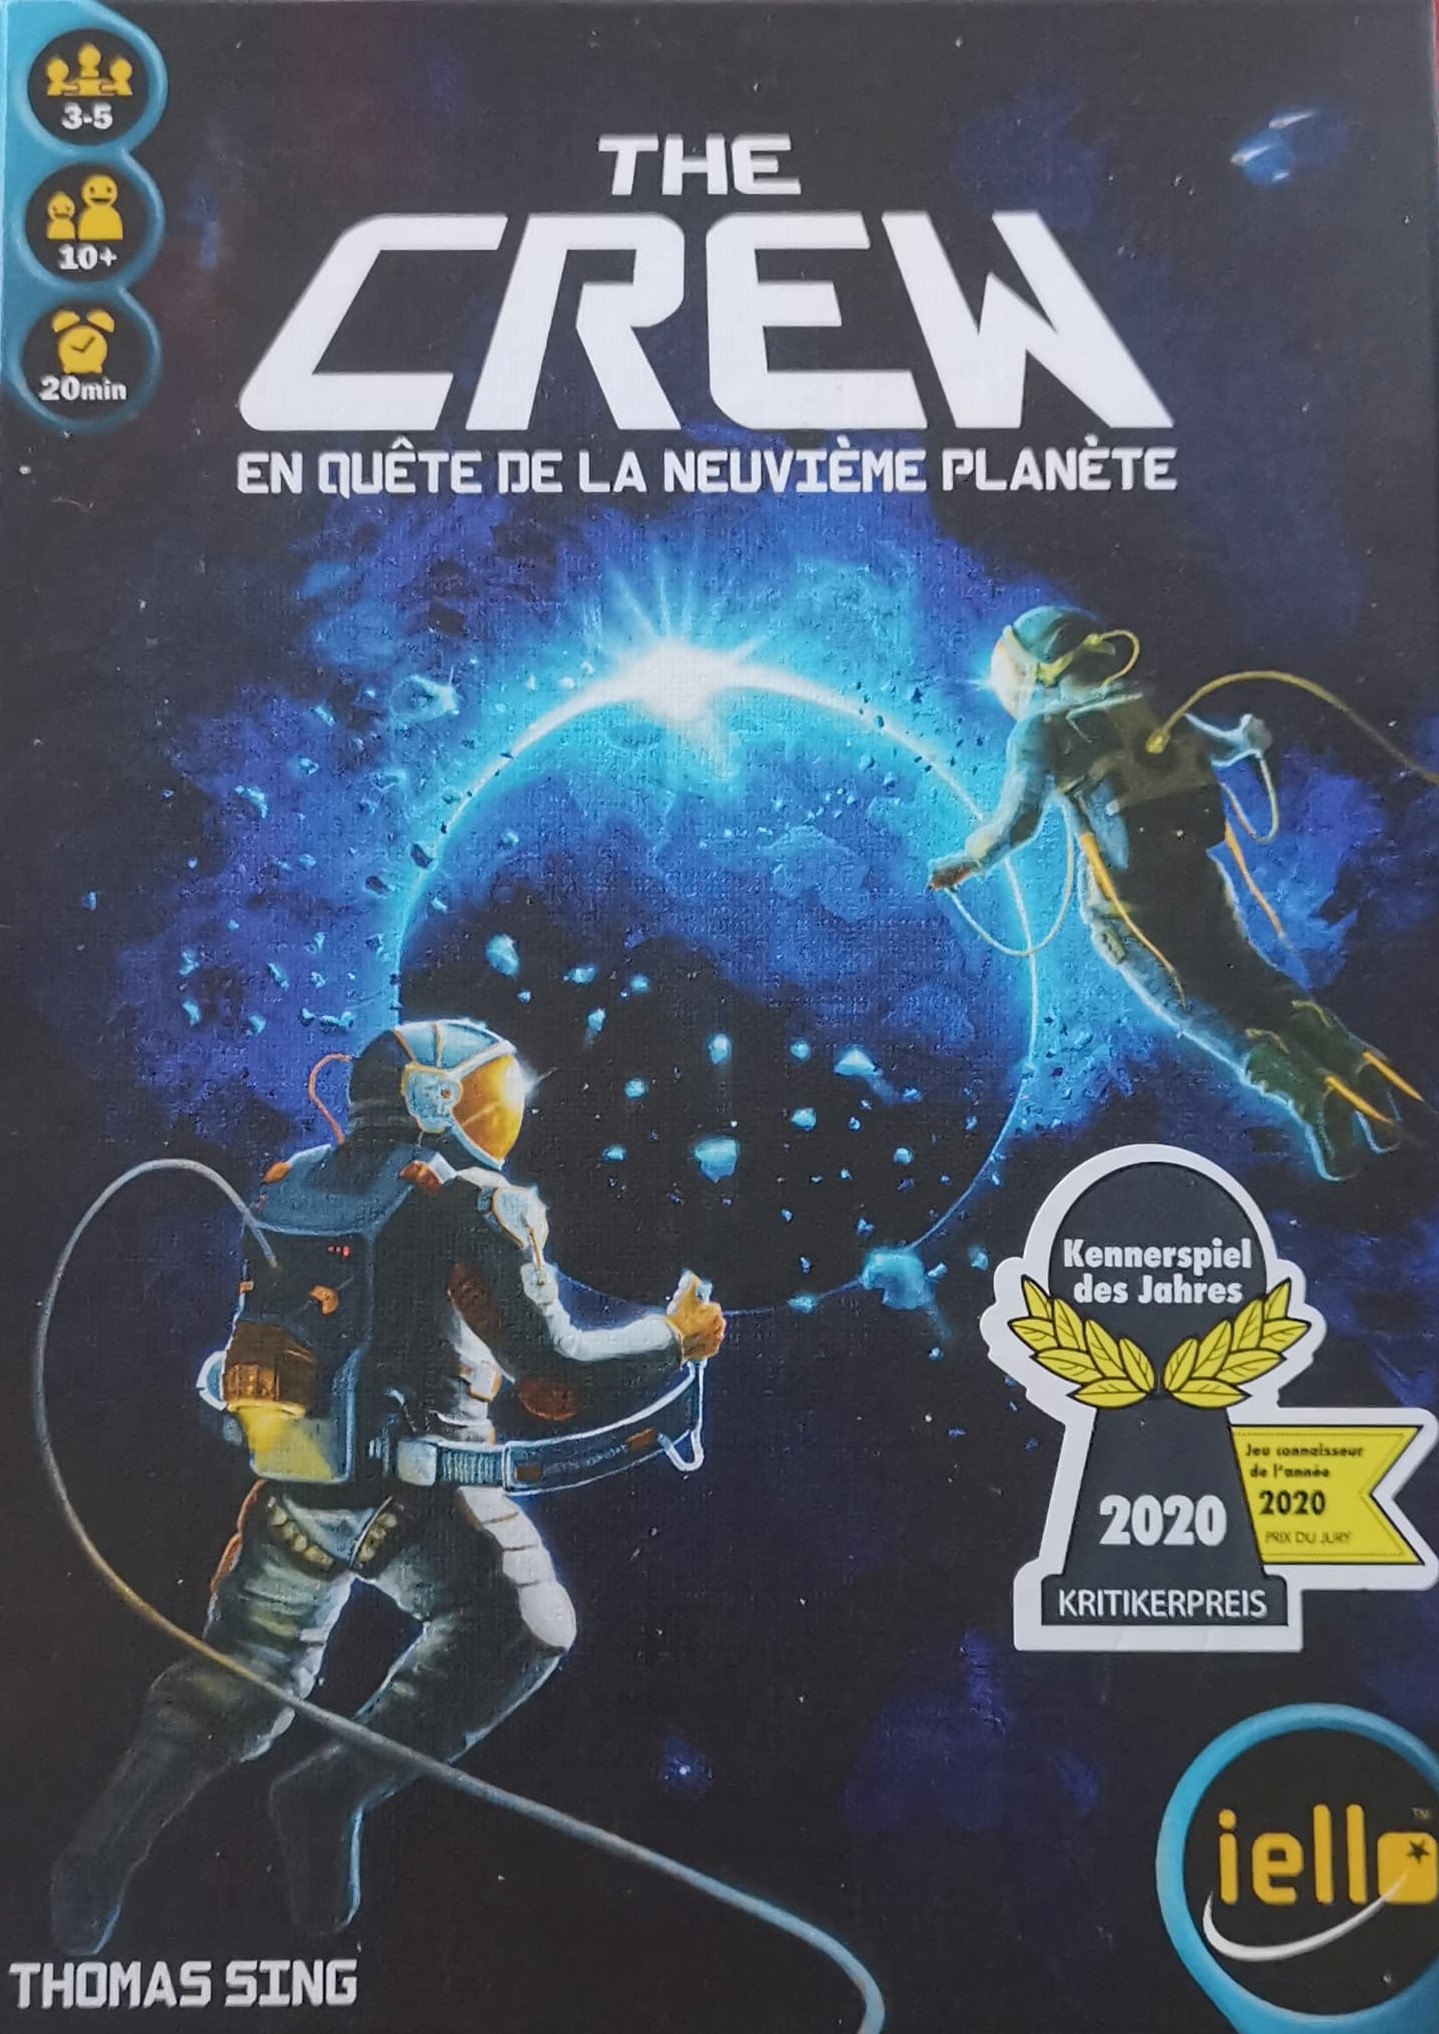 3-5
10+
20min
THE
CREW
EN QUÊTE DE LA NEUVIÈME PLANÈTE
Kennerspiel
des Jahres
2020
KRITIKERPREIS
Jeu connaisseur
de l'année
2020
PRIX DU JURY
iello
TM
THOMAS SING